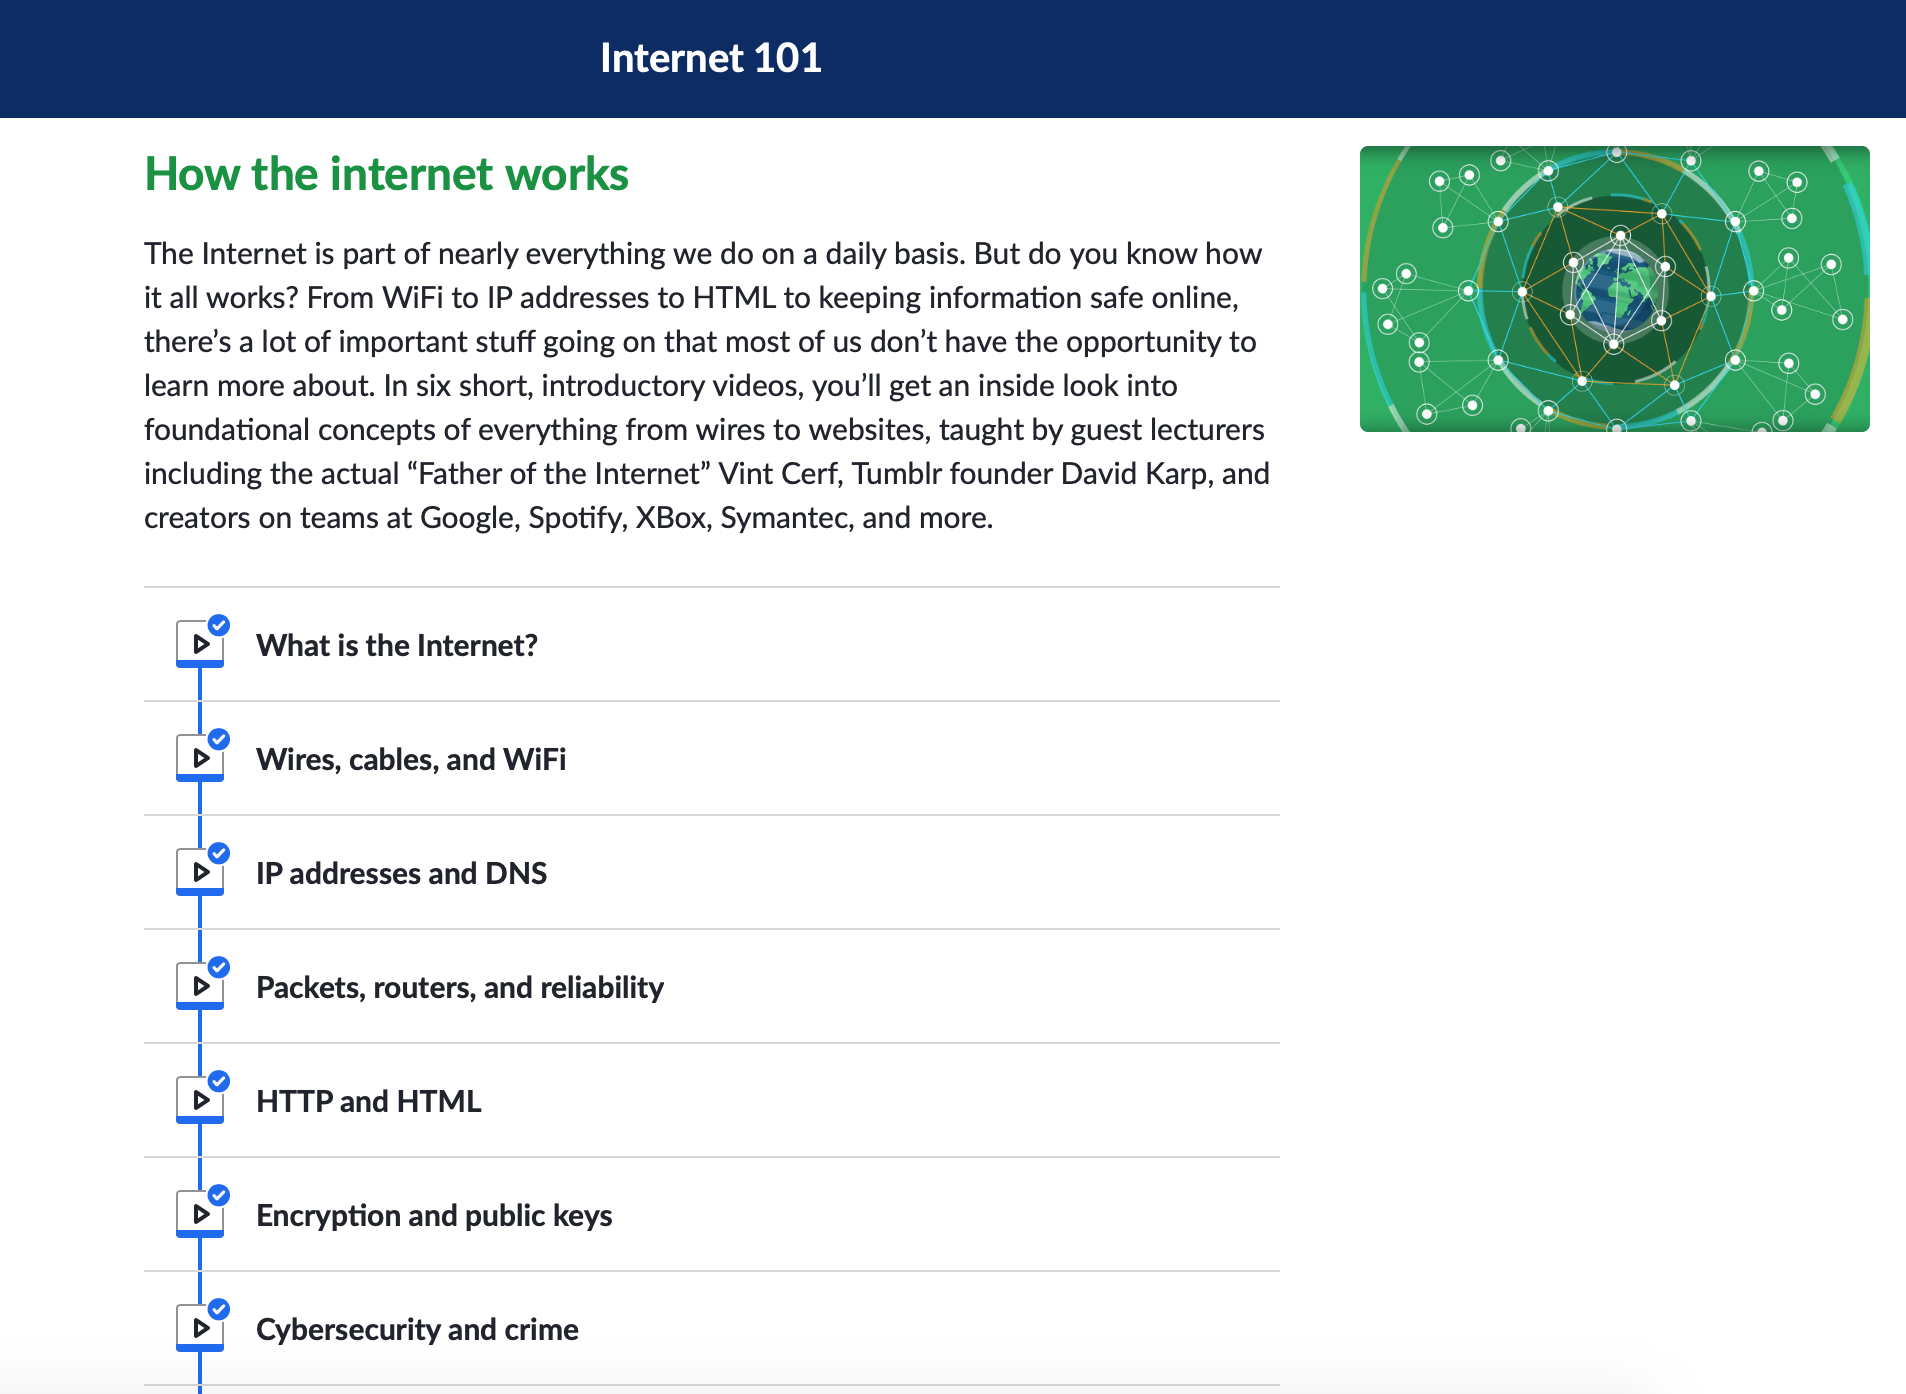 Internet 101
How the internet works
The Internet is part of nearly everything we do on a daily basis. But do you know how
it all works? From WiFi to IP addresses to HTML to keeping information safe online,
there’s a lot of important stuff going on that most of us don’t have the opportunity to
learn more about. In six short, introductory videos, you’ll get an inside look into
foundational concepts of everything from wires to websites, taught by guest lecturers
including the actual “Father of the Internet” Vint Cerf, Tumblr founder David Karp, and
creators on teams at Google, Spotify, XBox, Symantec, and more.
What is the Internet?
Wires, cables, and WiFi
IP addresses and DNS
Packets, routers, and reliability
HTTP and HTML
Encryption and public keys
Cybersecurity and crime